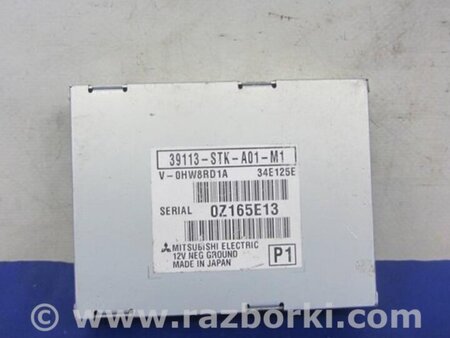 39113-STK-A01-M1
V-0HW8RD1A 34E125E
SERIAL 0Z165E13
MITSUBISHI ELECTRIC
12V NEG GROUND
MADE IN JAPAN
P1
© www.razborki.com